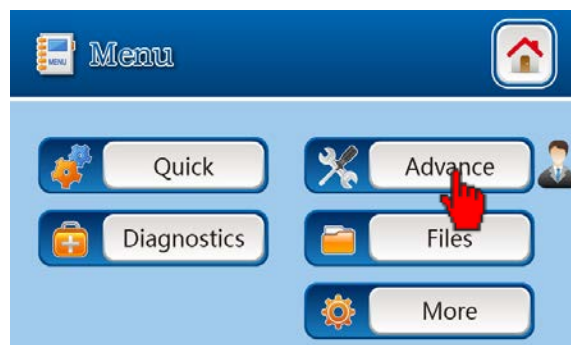 MENU Menu
Quick
Advance
Diagnostics
Files
More